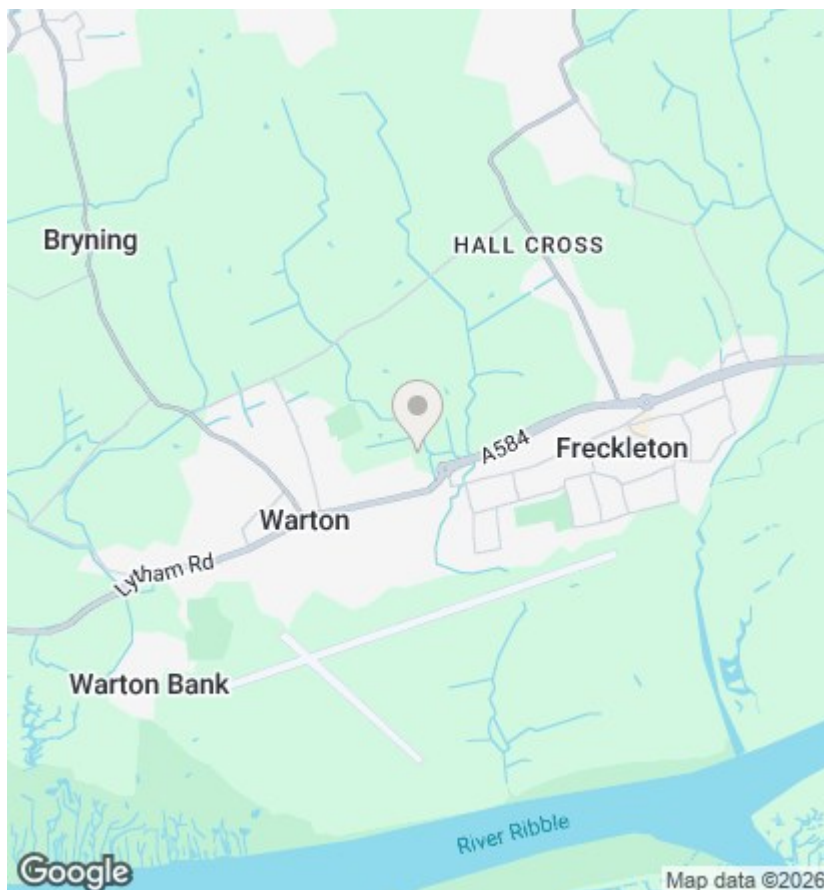 Bryning
HALL CROSS
A584
Freckleton
Warton
Lytham Rd
Warton Bank
River Ribble
Google
Map data ©2026